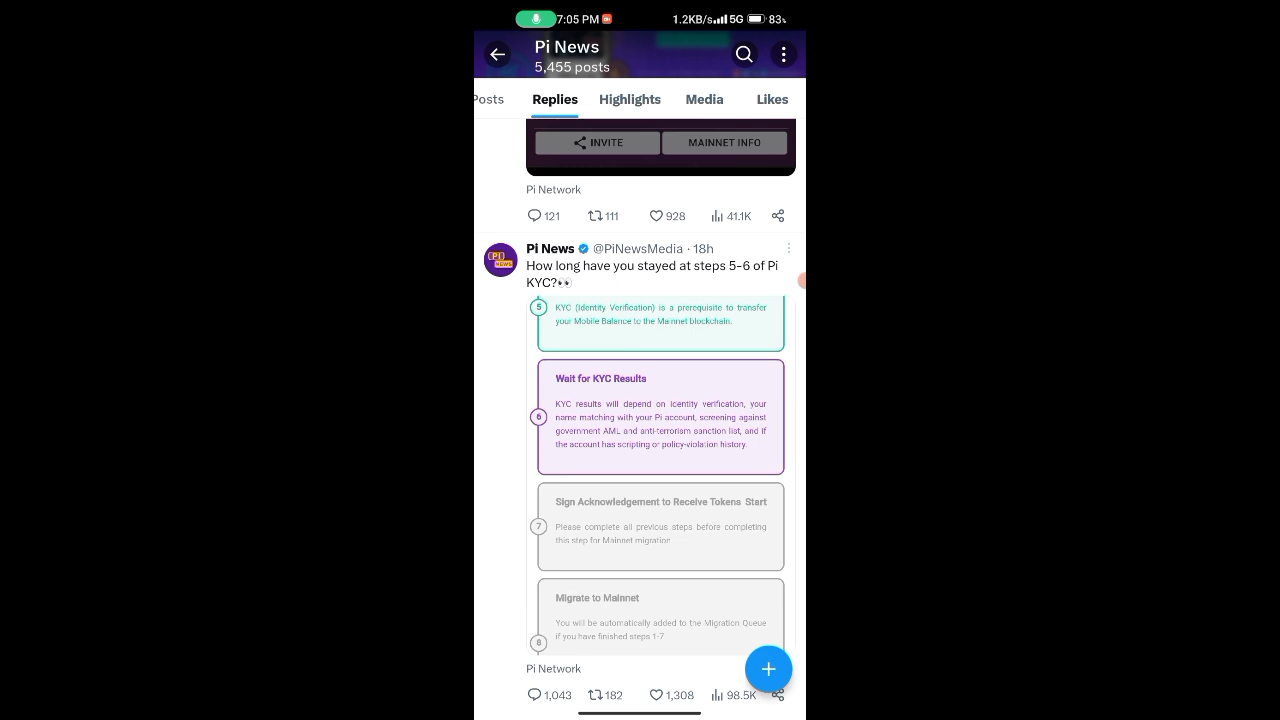 7:05 PM 1.2KB/s 5G 83%
Pi News
5,455 posts
Posts Replies Highlights Media Likes
INVITE MAINNET INFO
Pi Network
121 111 928 41.1K
Pi News @PiNewsMedia · 18h
How long have you stayed at steps 5-6 of Pi
KYC?👀
5 KYC (Identity Verification) is a prerequisite to transfer
your Mobile Balance to the Mainnet blockchain.
Wait for KYC Results
KYC results will depend on identity verification, your
6 name matching with your Pi account, screening against
government AML and anti-terrorism sanction list, and if
the account has scripting or policy-violation history.
Sign Acknowledgement to Receive Tokens Start
7 Please complete all previous steps before completing
this step for Mainnet migration
Migrate to Mainnet
You will be automatically added to the Migration Queue
8 if you have finished steps 1-7
Pi Network
1,043 182 1,308 98.5K